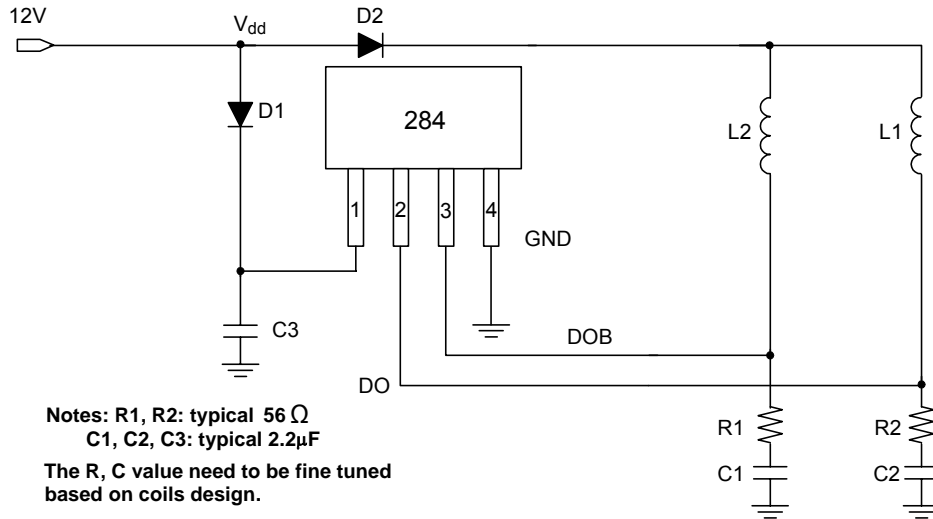 12V
Vdd
D2
D1
284
L2
L1
1
2
3
4
GND
C3
DOB
DO
R1
R2
C1
C2
Notes: R1, R2: typical 56 Ω
C1, C2, C3: typical 2.2μF
The R, C value need to be fine tuned
based on coils design.